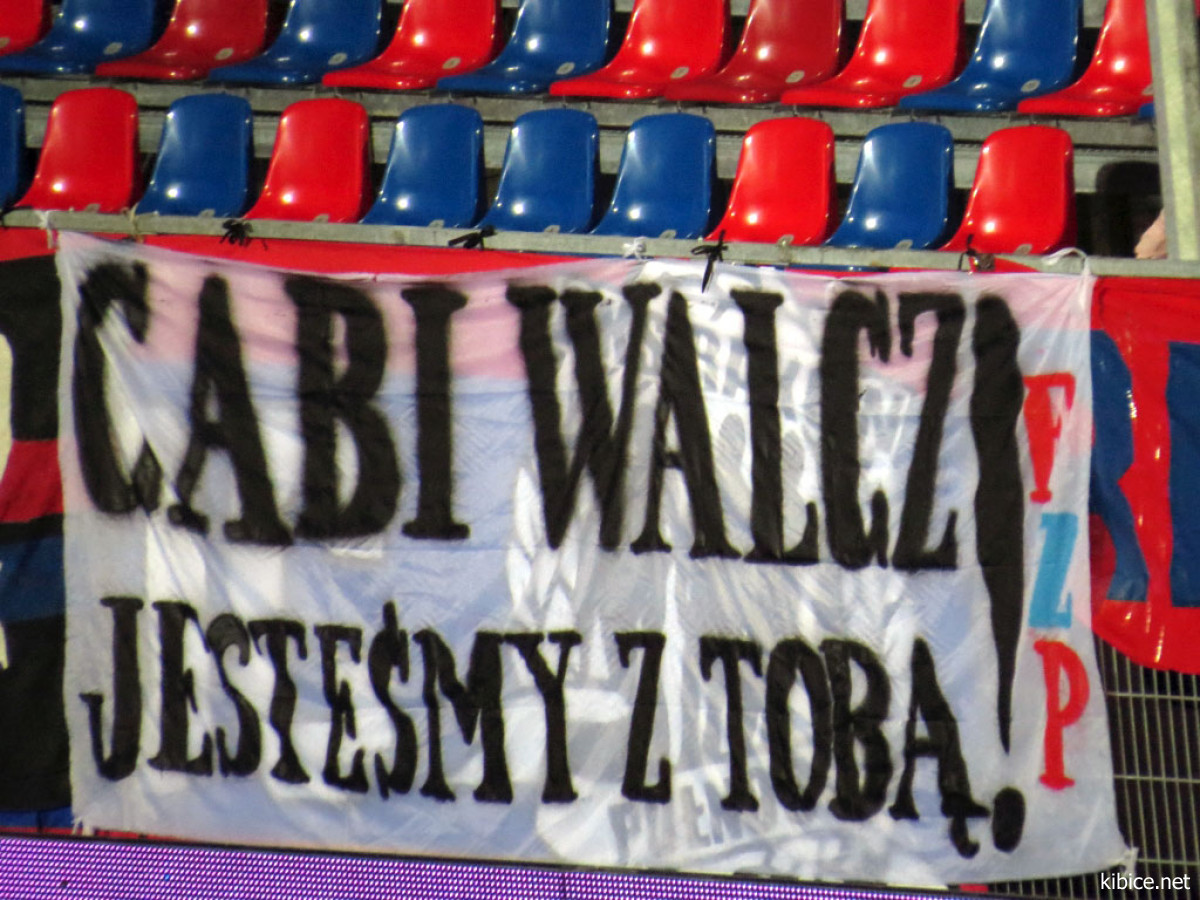 CABI WALCZ!
JESTEŚMY Z TOBĄ
FZP
kibice.net